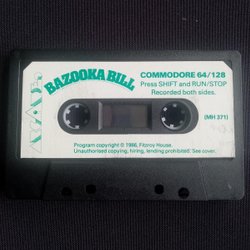 BAZOOKA BILL
COMMODORE 64/128
Press SHIFT and RUN/STOP
Recorded both sides.
(MH 371)
Program copyright © 1986, Fitzroy House.
Unauthorised copying, hiring, lending prohibited. See cover.